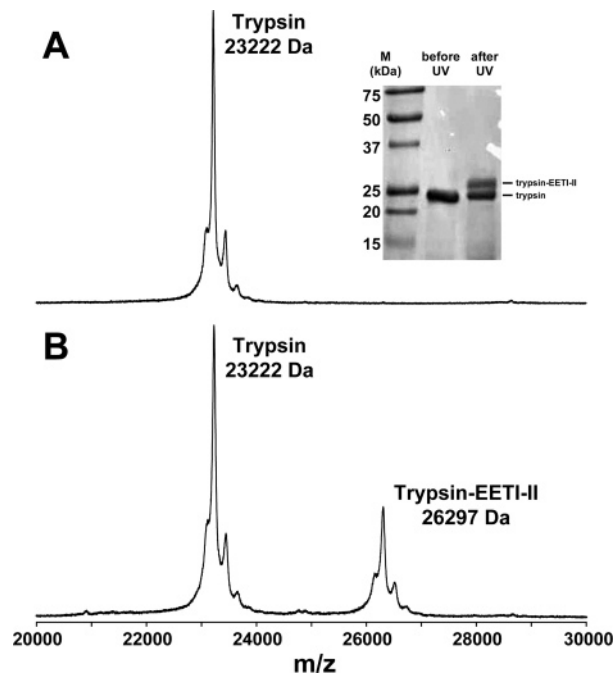 A
Trypsin
23222 Da
M
(kDa)
before
UV
after
UV
75
50
37
25
20
15
trypsin-EETI-II
trypsin
B
Trypsin
23222 Da
Trypsin-EETI-II
26297 Da
20000 22000 24000 26000 28000 30000
m/z